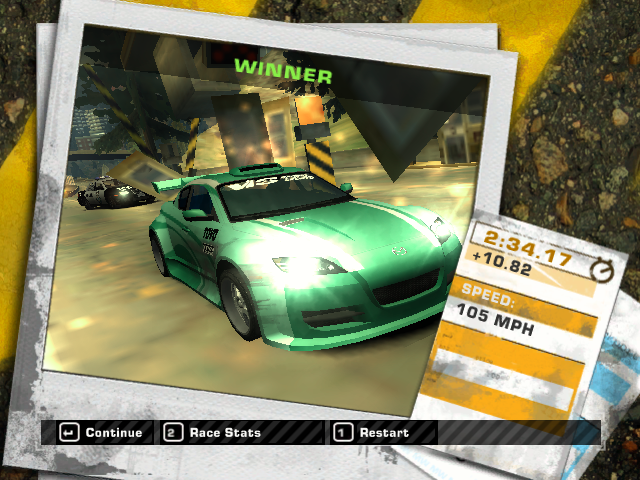 WINNER
2:34.17
+10.82
SPEED:
105 MPH
Continue
2 Race Stats
1 Restart